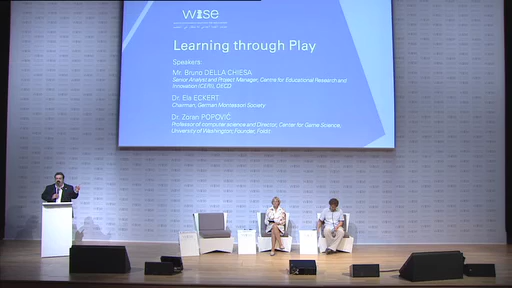 wise
Learning through Play
Speakers:
Mr. Bruno DELLA CHIESA
Senior Analyst and Project Manager, Centre for Educational Research and
Innovation (CERI), OECD
Dr. Ela ECKERT
Chairman, German Montessori Society
Dr. Zoran POPOVIĆ
Professor of computer science and Director, Center for Game Science,
University of Washington; Founder, Foldit